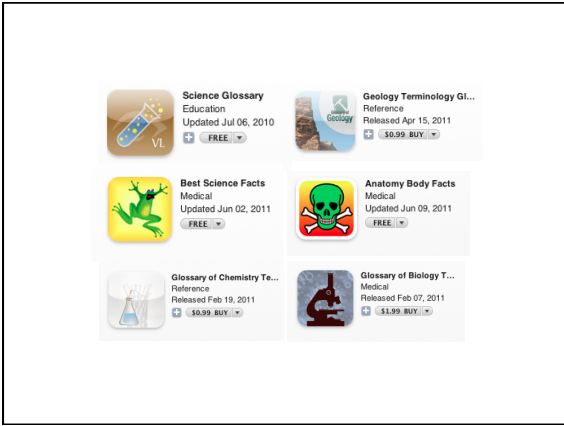 Science Glossary
Education
Updated Jul 06, 2010
FREE
VL
Geology Terminology Gl...
Reference
Released Apr 15, 2011
$0.99 BUY
Geology
Best Science Facts
Medical
Updated Jun 02, 2011
FREE
Anatomy Body Facts
Medical
Updated Jun 09, 2011
FREE
Glossary of Chemistry Te...
Reference
Released Feb 19, 2011
$0.99 BUY
Glossary of Biology T...
Medical
Released Feb 07, 2011
$1.99 BUY